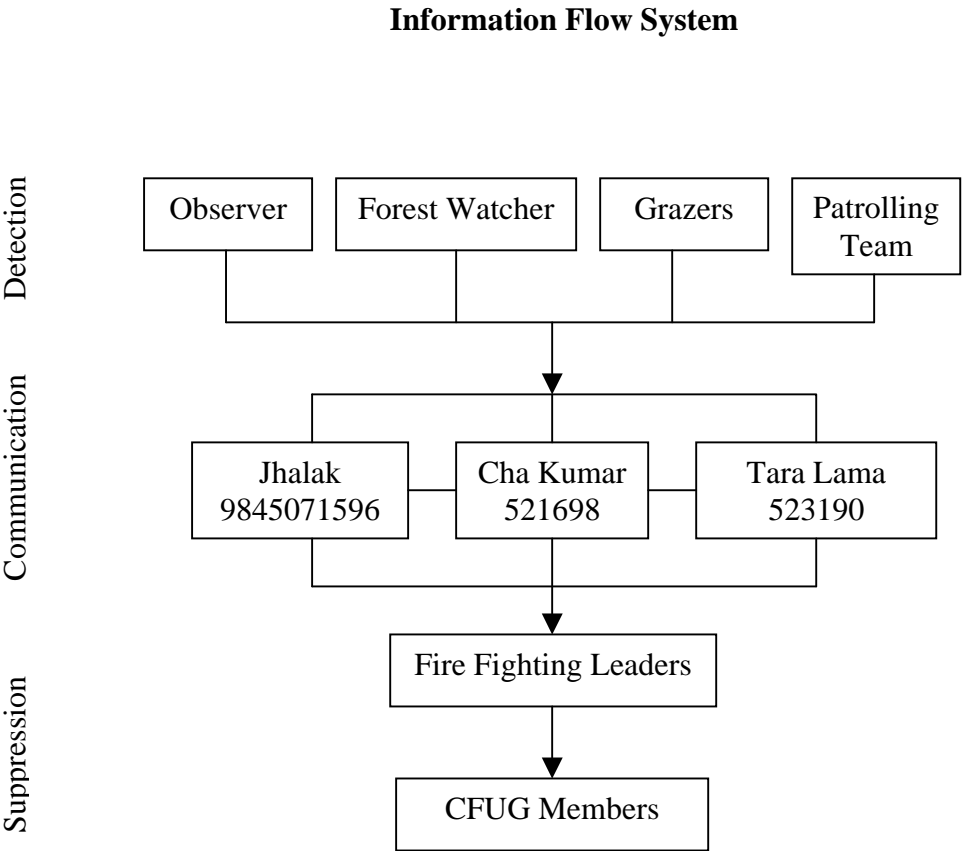 Information Flow System
Detection
Observer
Forest Watcher
Grazers
Patrolling
Team
Communication
Jhalak
9845071596
Cha Kumar
521698
Tara Lama
523190
Suppression
Fire Fighting Leaders
CFUG Members